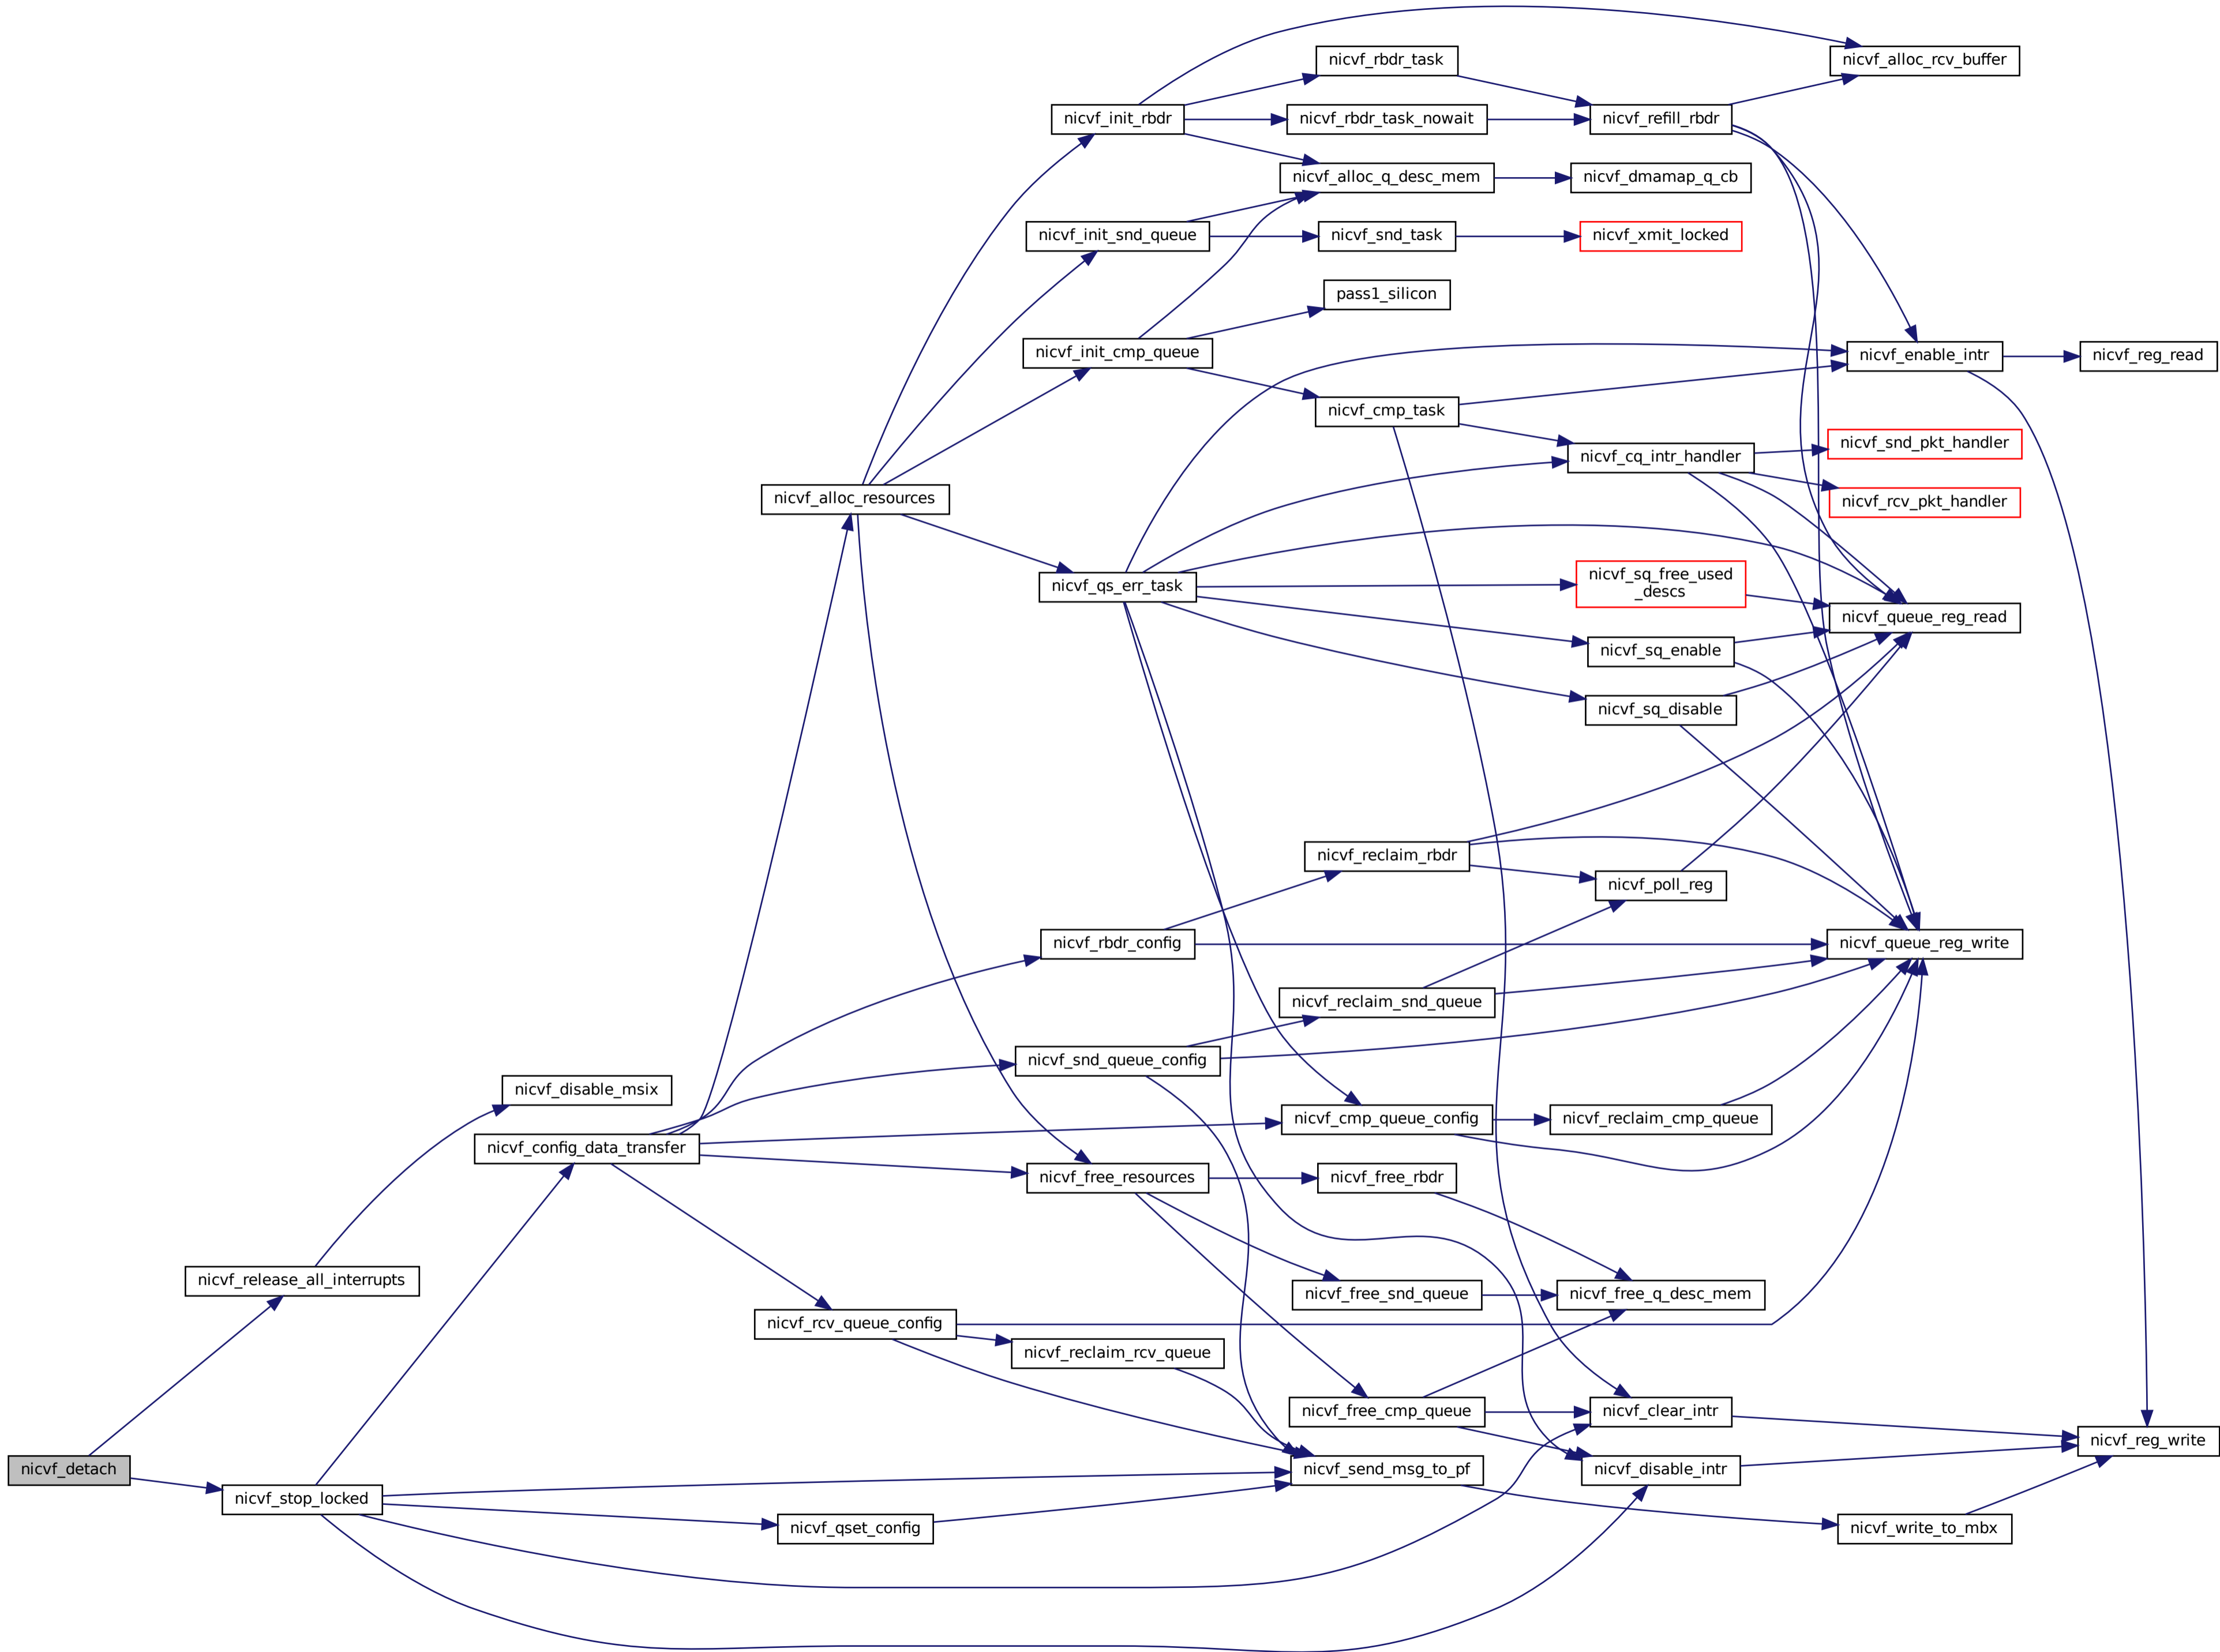 nicvf_rbdr_task
nicvf_alloc_rcv_buffer
nicvf_init_rbdr
nicvf_rbdr_task_nowait
nicvf_refill_rbdr
nicvf_alloc_q_desc_mem
nicvf_dmamap_q_cb
nicvf_init_snd_queue
nicvf_snd_task
nicvf_xmit_locked
pass1_silicon
nicvf_init_cmp_queue
nicvf_enable_intr
nicvf_reg_read
nicvf_cmp_task
nicvf_snd_pkt_handler
nicvf_cq_intr_handler
nicvf_alloc_resources
nicvf_rcv_pkt_handler
nicvf_qs_err_task
nicvf_sq_free_used
_descs
nicvf_queue_reg_read
nicvf_sq_enable
nicvf_sq_disable
nicvf_reclaim_rbdr
nicvf_poll_reg
nicvf_rbdr_config
nicvf_queue_reg_write
nicvf_reclaim_snd_queue
nicvf_snd_queue_config
nicvf_disable_msix
nicvf_cmp_queue_config
nicvf_reclaim_cmp_queue
nicvf_config_data_transfer
nicvf_free_resources
nicvf_free_rbdr
nicvf_release_all_interrupts
nicvf_free_snd_queue
nicvf_free_q_desc_mem
nicvf_rcv_queue_config
nicvf_reclaim_rcv_queue
nicvf_free_cmp_queue
nicvf_clear_intr
nicvf_reg_write
nicvf_detach
nicvf_send_msg_to_pf
nicvf_disable_intr
nicvf_stop_locked
nicvf_qset_config
nicvf_write_to_mbx